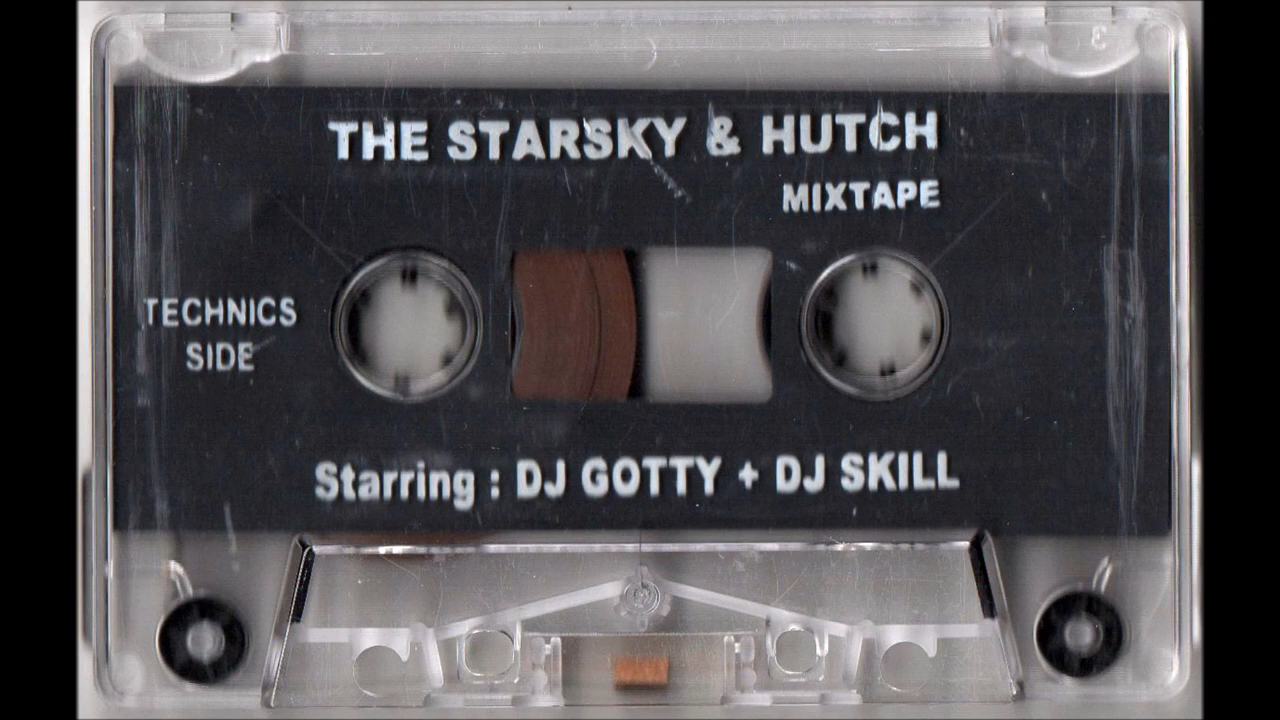 THE STARSKY & HUTCH
MIXTAPE
TECHNICS
SIDE
Starring : DJ GOTTY + DJ SKILL